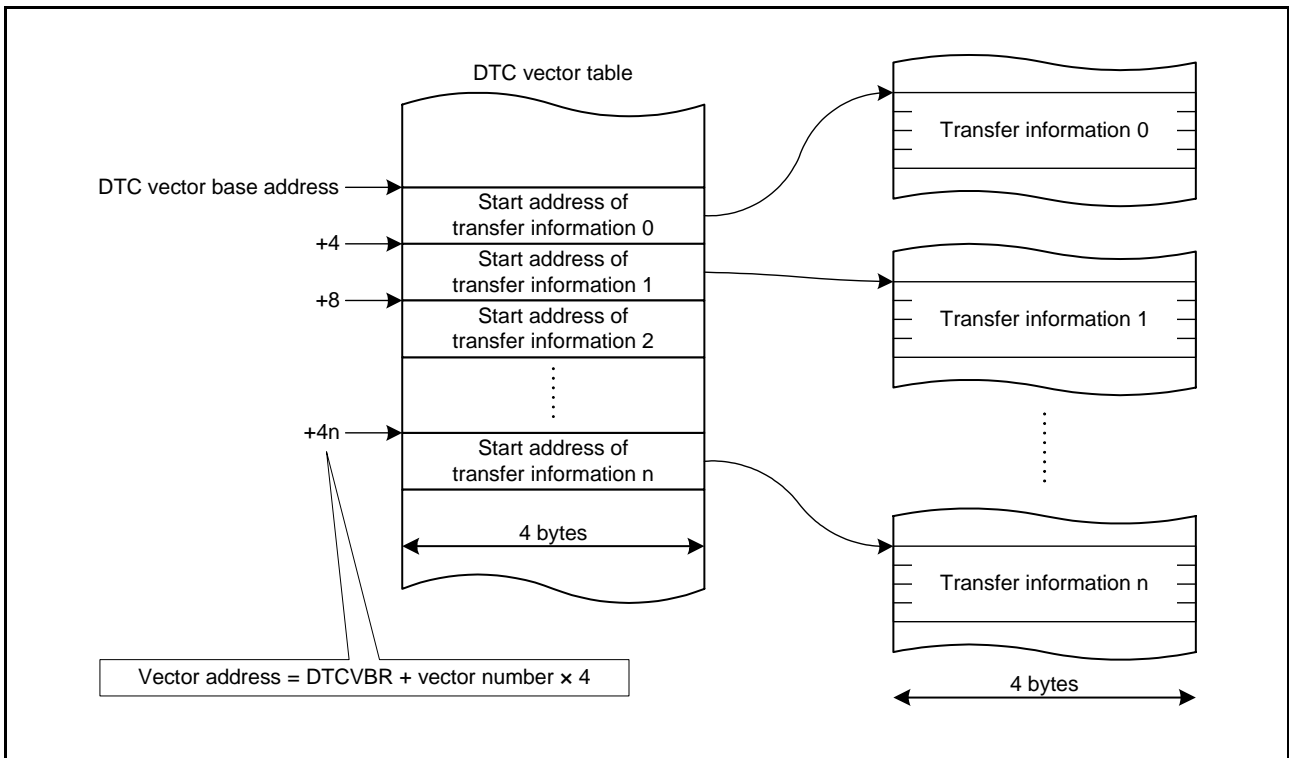 DTC vector table
DTC vector base address
Start address of
transfer information 0
+4
Start address of
transfer information 1
+8
Start address of
transfer information 2
+4n
Start address of
transfer information n
4 bytes
Vector address = DTCVBR + vector number × 4
Transfer information 0
Transfer information 1
Transfer information n
4 bytes